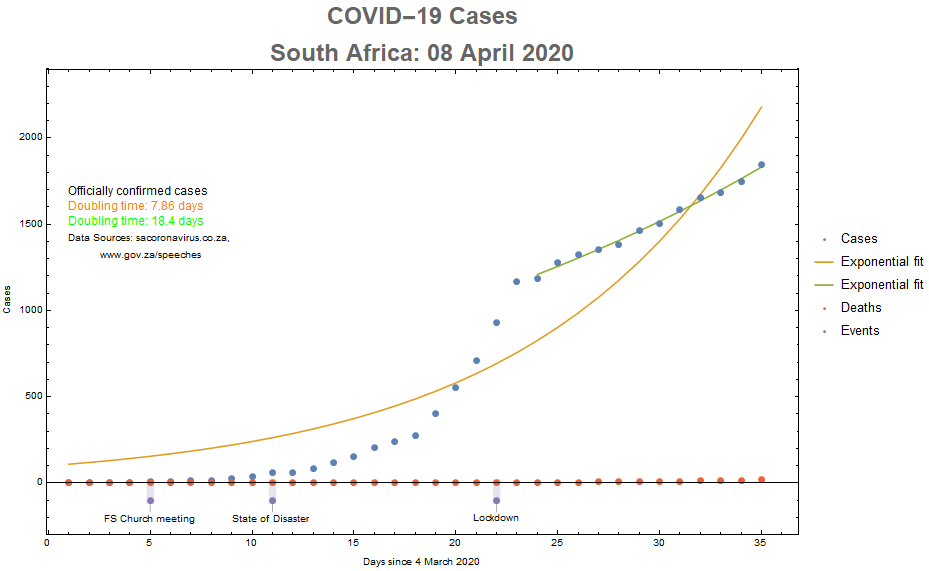 COVID–19 Cases
South Africa: 08 April 2020
Officially confirmed cases
Doubling time: 7.86 days
Doubling time: 18.4 days
Data Sources: sacoronavirus.co.za,
www.gov.za/speeches
Cases
2000
1500
1000
500
0
FS Church meeting
State of Disaster
Lockdown
0 5 10 15 20 25 30 35
Days since 4 March 2020
Cases
Exponential fit
Exponential fit
Deaths
Events